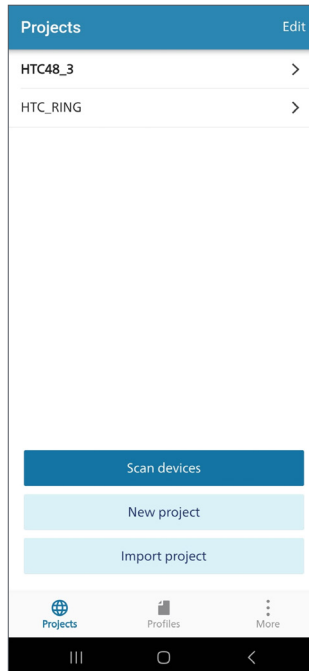 Projects Edit
HTC48_3
HTC_RING
Scan devices
New project
Import project
Projects Profiles More